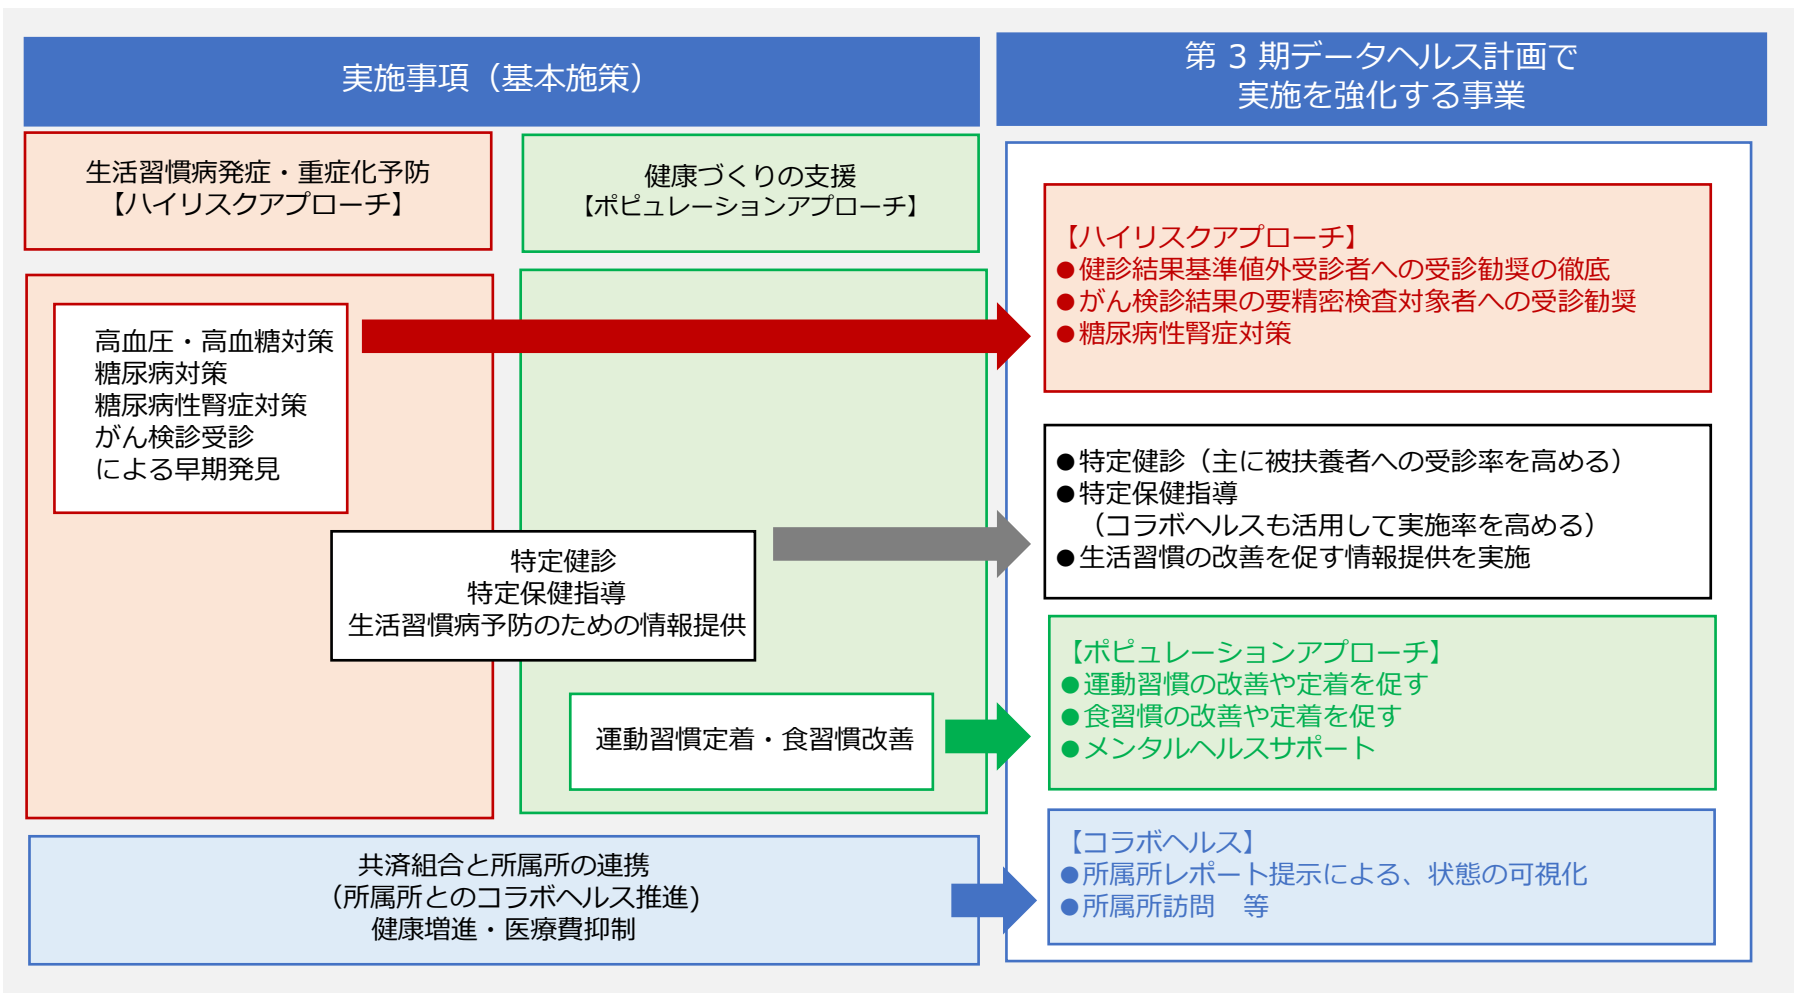 実施事項（基本施策）
第 3 期データヘルス計画で
実施を強化する事業
生活習慣病発症・重症化予防
【ハイリスクアプローチ】
健康づくりの支援
【ポピュレーションアプローチ】
高血圧・高血糖対策
糖尿病対策
糖尿病性腎症対策
がん検診受診
による早期発見
特定健診
特定保健指導
生活習慣病予防のための情報提供
運動習慣定着・食習慣改善
共済組合と所属所の連携
(所属所とのコラボヘルス推進)
健康増進・医療費抑制
【ハイリスクアプローチ】
●健診結果基準値外受診者への受診勧奨の徹底
●がん検診結果の要精密検査対象者への受診勧奨
●糖尿病性腎症対策
●特定健診（主に被扶養者への受診率を高める）
●特定保健指導
（コラボヘルスも活用して実施率を高める）
●生活習慣の改善を促す情報提供を実施
【ポピュレーションアプローチ】
●運動習慣の改善や定着を促す
●食習慣の改善や定着を促す
●メンタルヘルスサポート
【コラボヘルス】
●所属所レポート提示による、状態の可視化
●所属所訪問　等